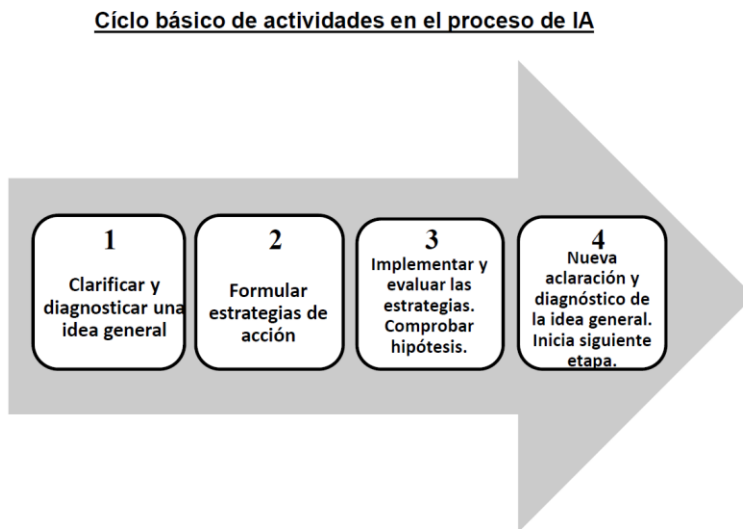 Cíclo básico de actividades en el proceso de IA
1
Clarificar y
diagnosticar una
idea general
2
Formular
estrategias de
acción
3
Implementar y
evaluar las
estrategias.
Comprobar
hipótesis.
4
Nueva
aclaración y
diagnóstico de
la idea general.
Inicia siguiente
etapa.